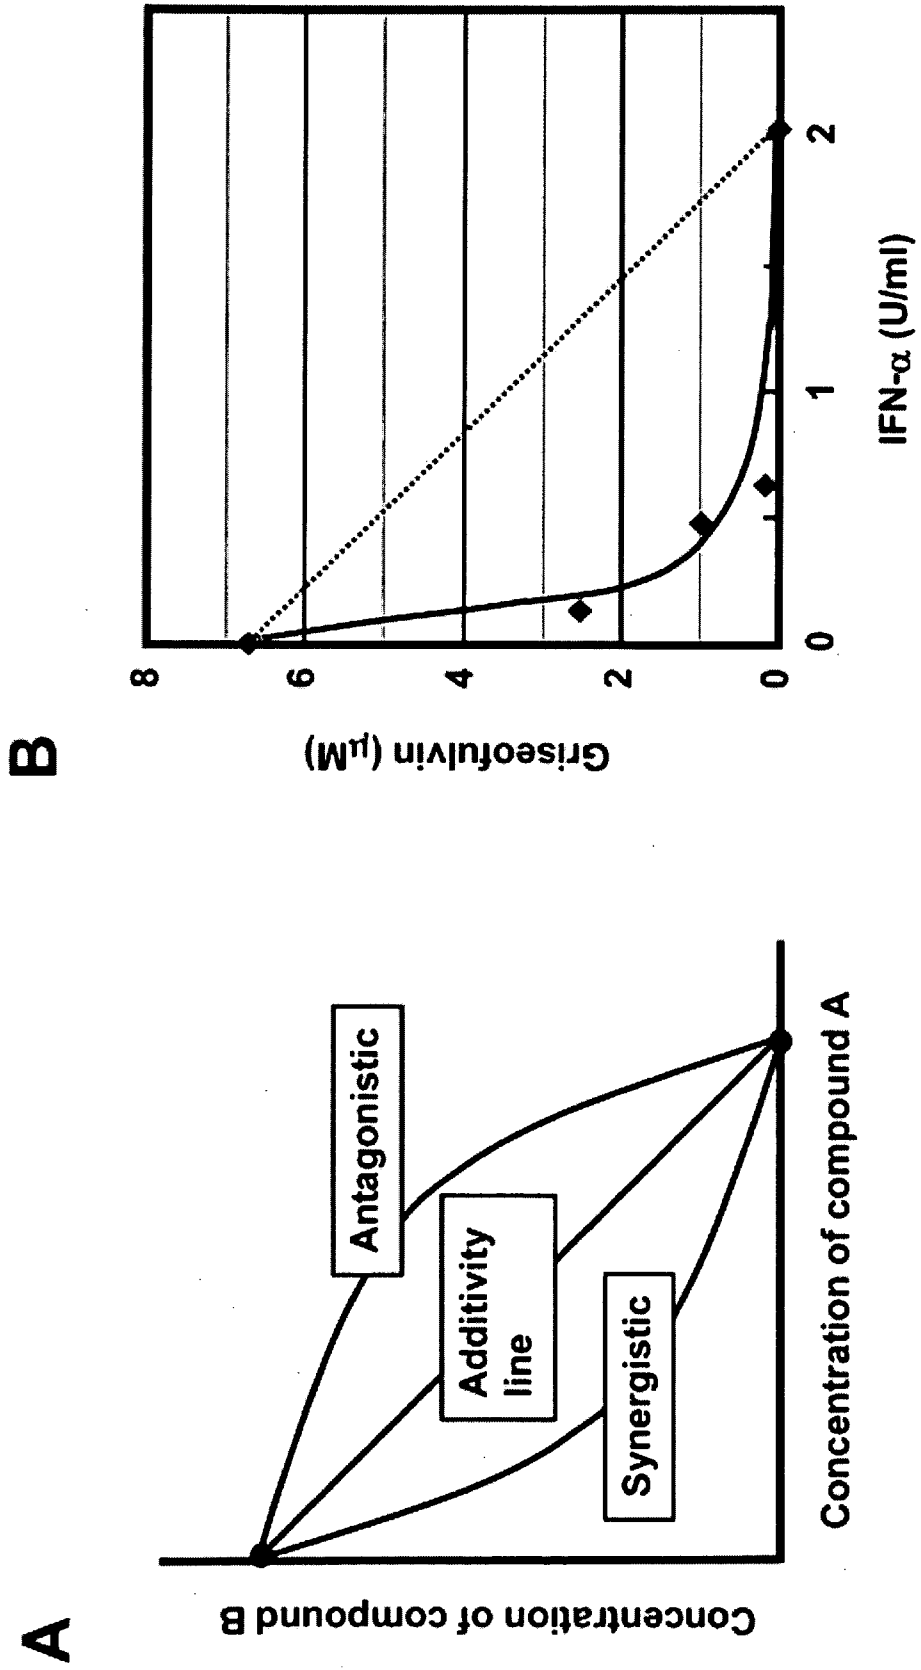 A
Concentration of compound B
Antagonistic
Additivity
line
Synergistic
Concentration of compound A
B
Griseofulvin (μM)
8
6
4
2
0
0
1
2
IFN-α (U/ml)